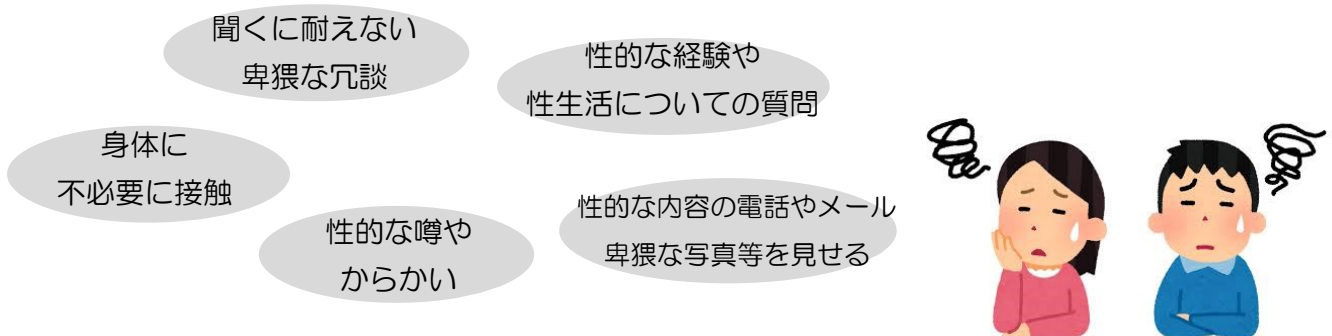 聞くに耐えない
卑猥な冗談
性的な経験や
性生活についての質問
身体に
不必要に接触
性的な噂や
からかい
性的な内容の電話やメール
卑猥な写真等を見せる